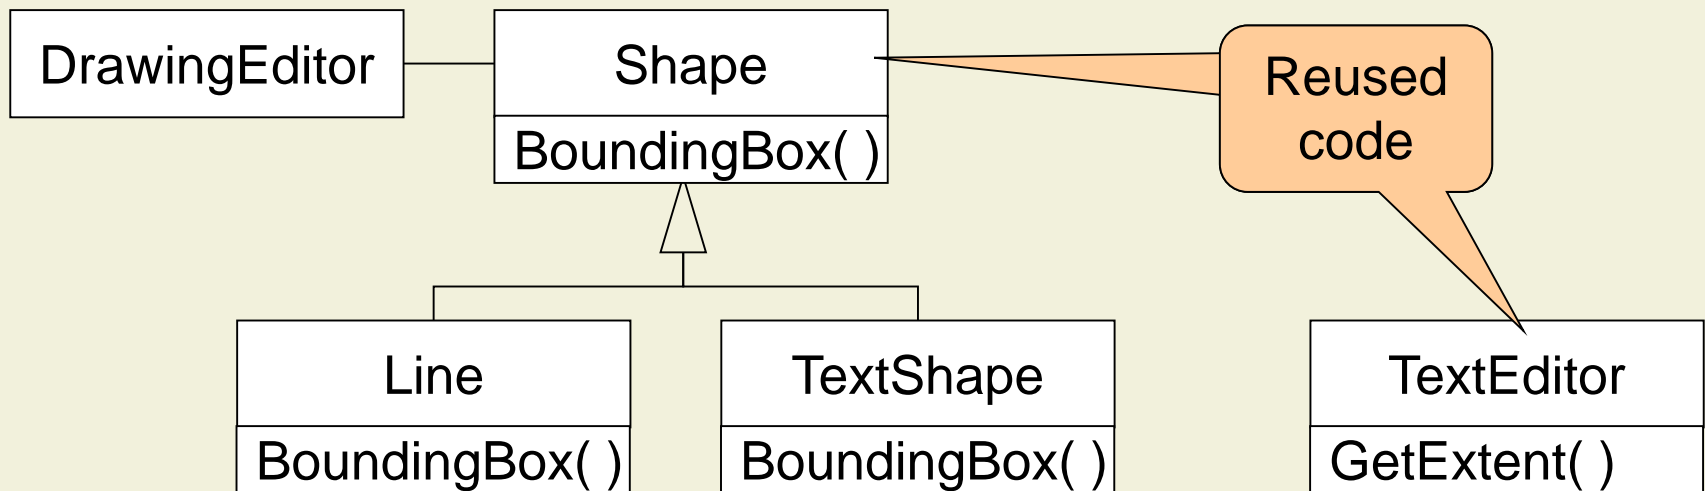 DrawingEditor
Shape
BoundingBox( )
Reused
code
Line
BoundingBox( )
TextShape
BoundingBox( )
TextEditor
GetExtent( )